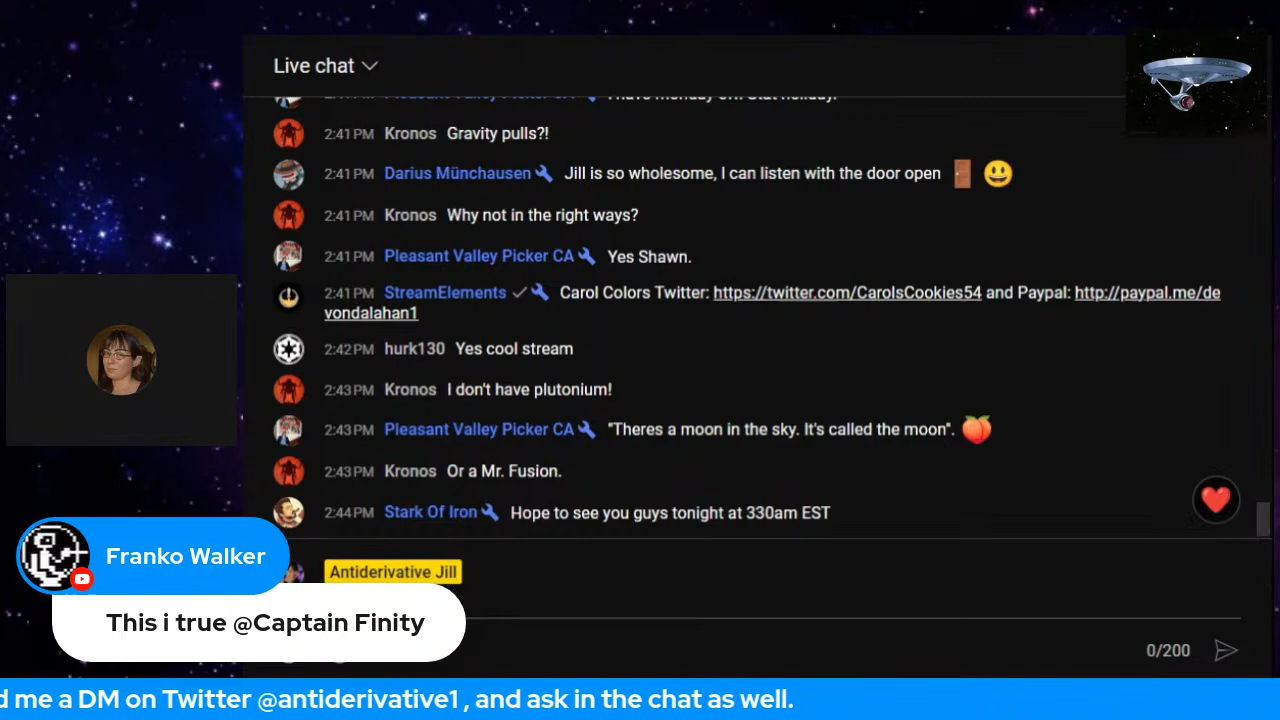 Live chat
2:41 PM Kronos Gravity pulls?!
2:41 PM Darius Münchausen Jill is so wholesome, I can listen with the door open 🚪 😃
2:41 PM Kronos Why not in the right ways?
2:41 PM Pleasant Valley Picker CA Yes Shawn.
2:41 PM StreamElements Carol Colors Twitter: https://twitter.com/CarolsCookies54 and Paypal: http://paypal.me/de
vondalahan1
2:42 PM hurk130 Yes cool stream
2:43 PM Kronos I don't have plutonium!
2:43 PM Pleasant Valley Picker CA "Theres a moon in the sky. It's called the moon". 🍑
2:43 PM Kronos Or a Mr. Fusion.
2:44 PM Stark Of Iron Hope to see you guys tonight at 330am EST
Franko Walker
Antiderivative Jill
This i true @Captain Finity
0/200
d me a DM on Twitter @antiderivative1 , and ask in the chat as well.